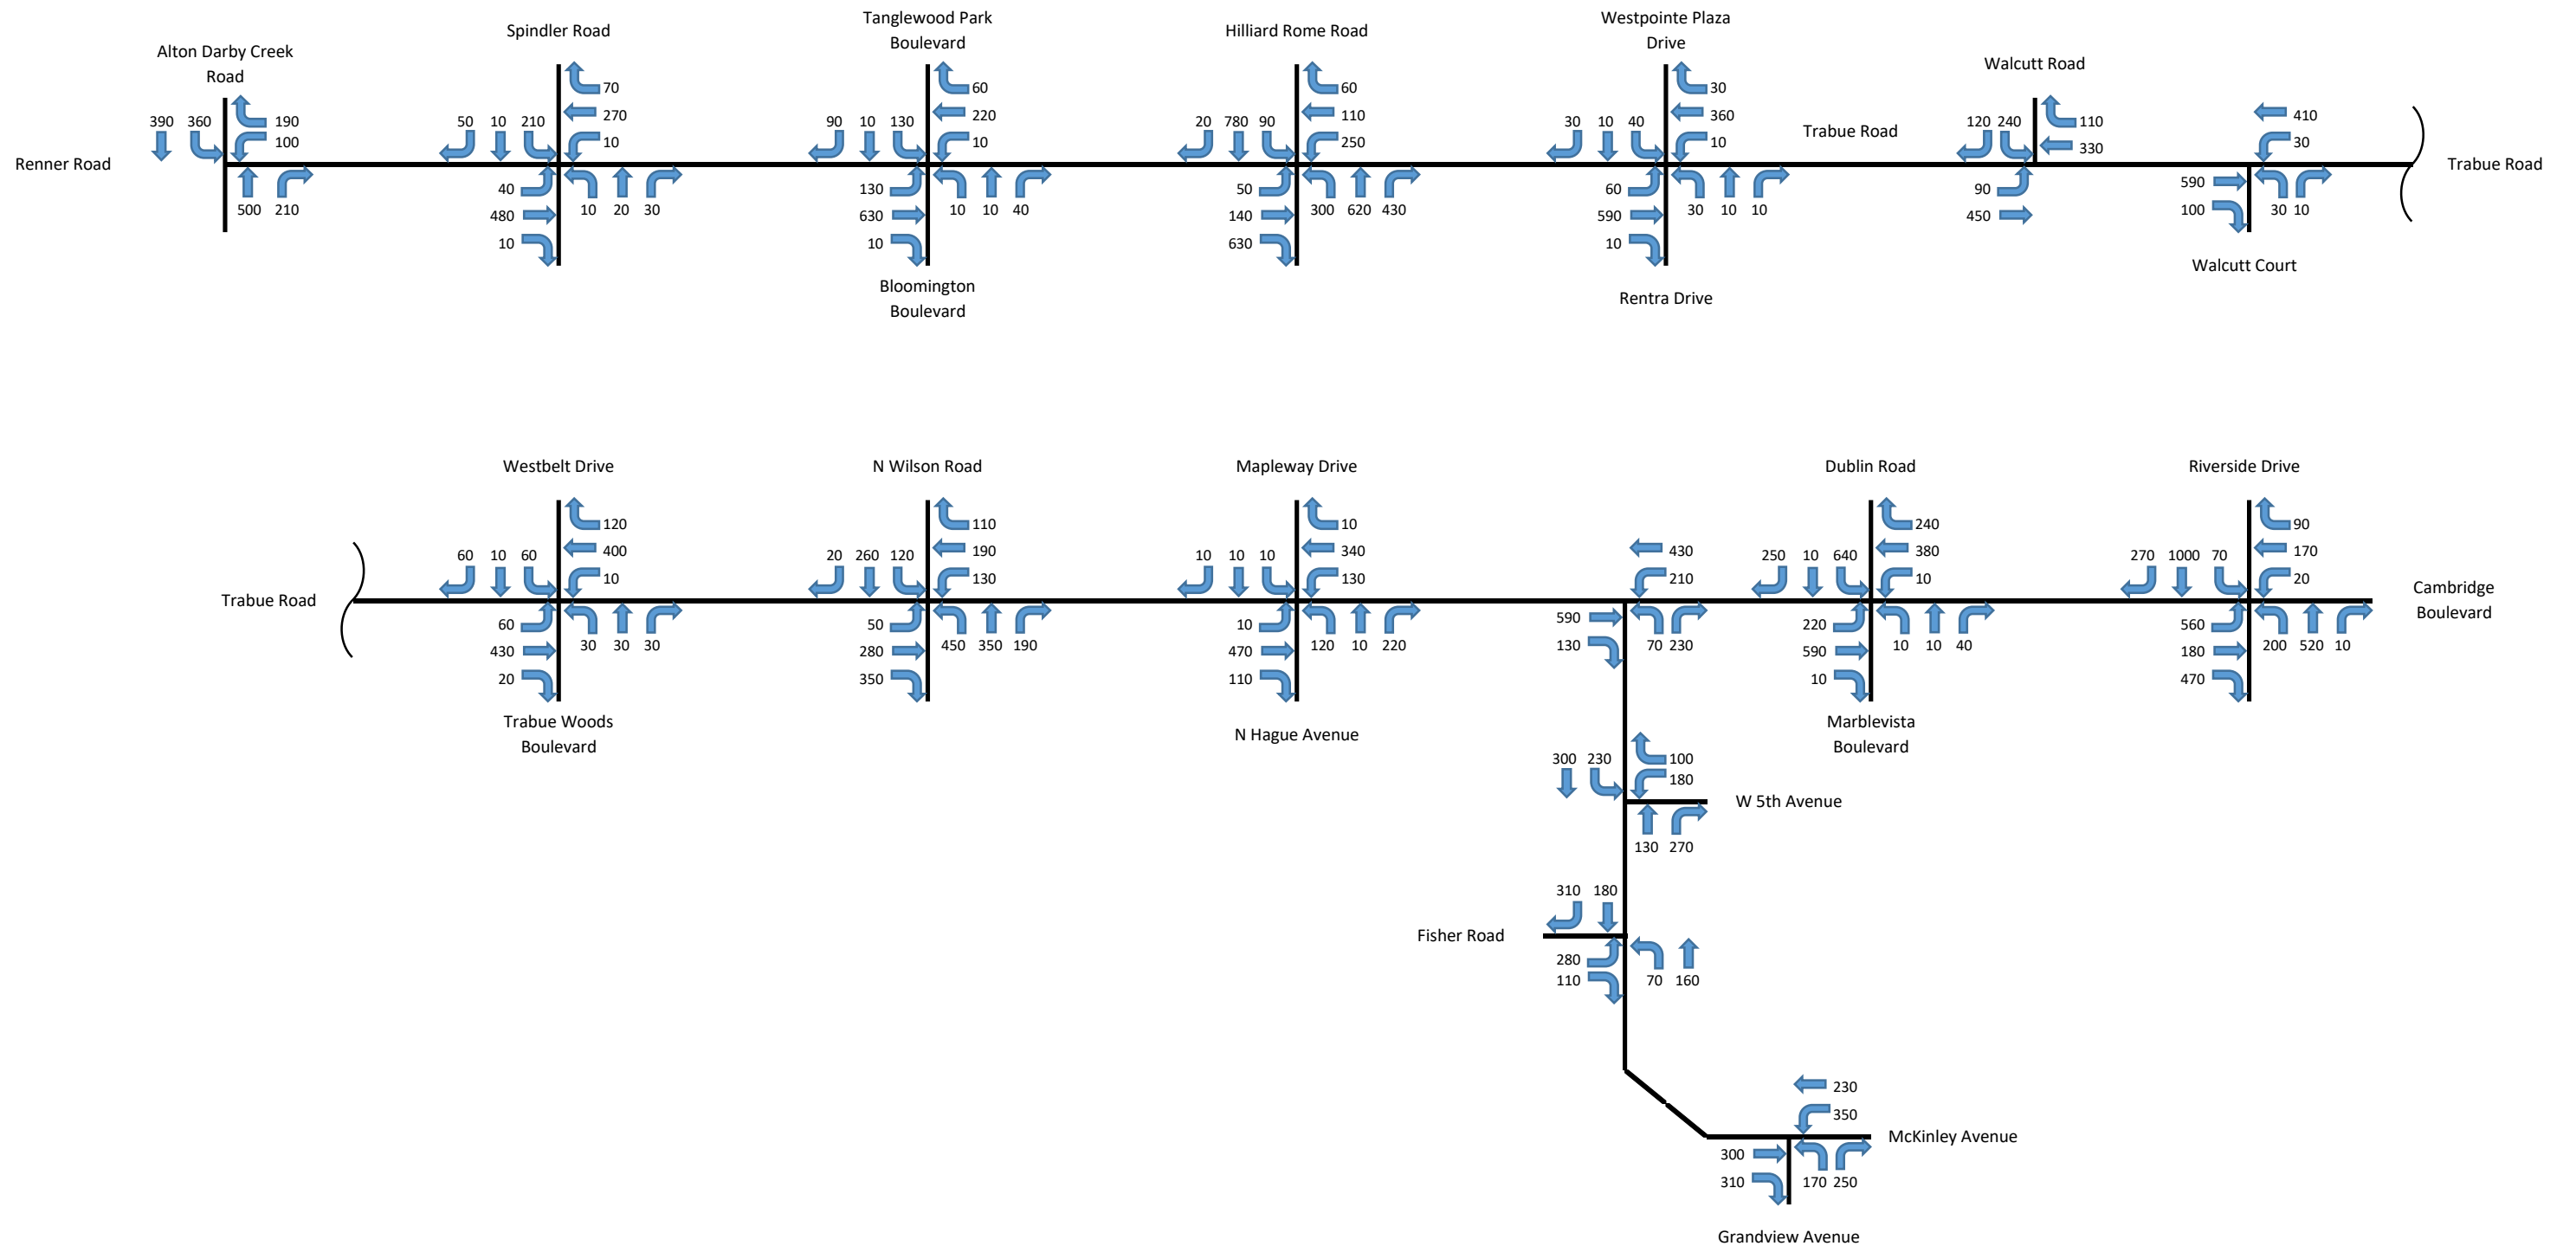 Tanglewood Park
Boulevard
Westpointe Plaza
Drive
Spindler Road
Hilliard Rome Road
Alton Darby Creek
Road
Walcutt Road
390 360 190
100
50 10 210 70
270
10
90 10 130 60
220
10
20 780 90 60
110
250
30 10 40 30
360
10
Trabue Road
120 240 110
330
410
30
Renner Road
Trabue Road
500 210
40
480
10
10 20 30
130
630
10
10 10 40
50
140
630
300 620 430
60
590
10
30 10 10
90
450
590
100
30 10
Bloomington
Boulevard
Rentra Drive
Walcutt Court
Westbelt Drive
N Wilson Road
Mapleway Drive
Dublin Road
Riverside Drive
60 10 60 120
400
10
20 260 120 110
190
130
10 10 10 10
340
130
430
210
250 10 640 240
380
10
270 1000 70 90
170
20
Trabue Road
Cambridge
Boulevard
60
430
20
30 30 30
50
280
350
450 350 190
10
470
110
120 10 220
590
130
70 230
220
590
10
10 10 40
560
180
470
200 520 10
Trabue Woods
Boulevard
N Hague Avenue
Marblevista
Boulevard
300 230 100
180
W 5th Avenue
130 270
310 180
Fisher Road
280
110
70 160
230
350
McKinley Avenue
300
310
170 250
Grandview Avenue